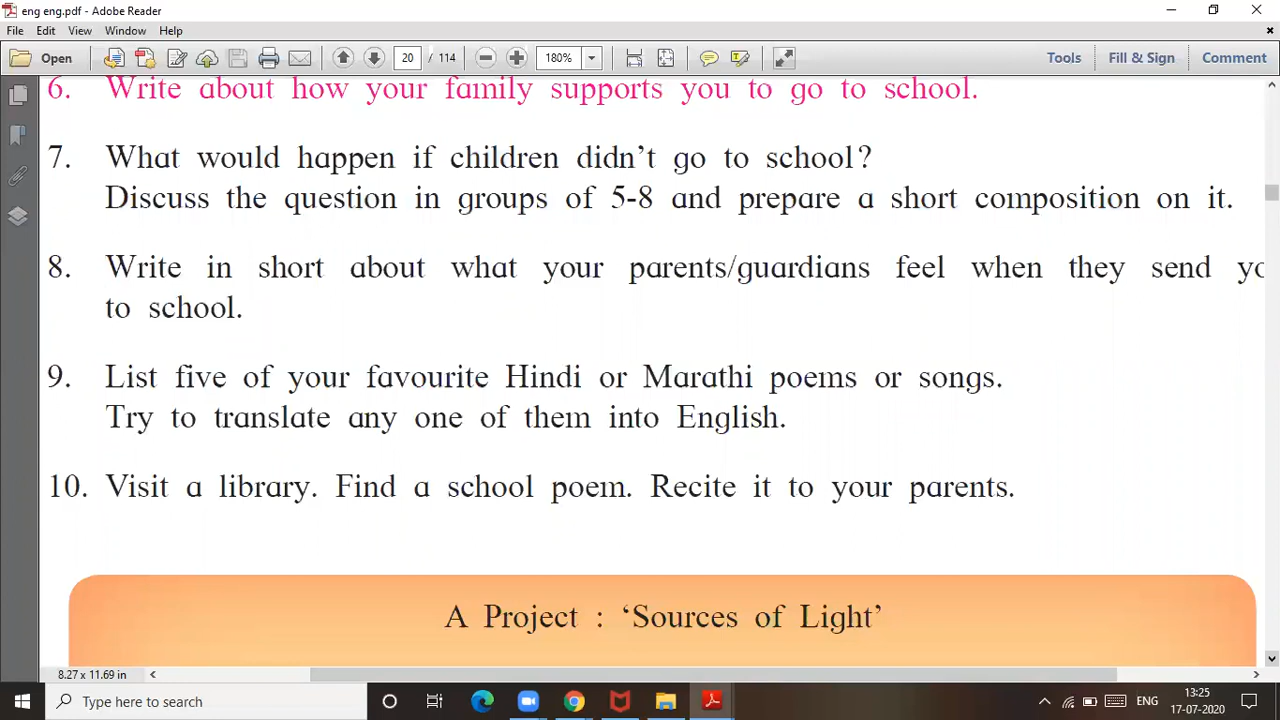 eng eng.pdf - Adobe Reader
File Edit View Window Help
Open 20 / 114 180% Tools Fill & Sign Comment
6. Write about how your family supports you to go to school.
7. What would happen if children didn't go to school?
Discuss the question in groups of 5-8 and prepare a short composition on it.
8. Write in short about what your parents/guardians feel when they send yo
to school.
9. List five of your favourite Hindi or Marathi poems or songs.
Try to translate any one of them into English.
10. Visit a library. Find a school poem. Recite it to your parents.
A Project : ‘Sources of Light’
8.27 x 11.69 in
Type here to search
ENG
13:25
17-07-2020